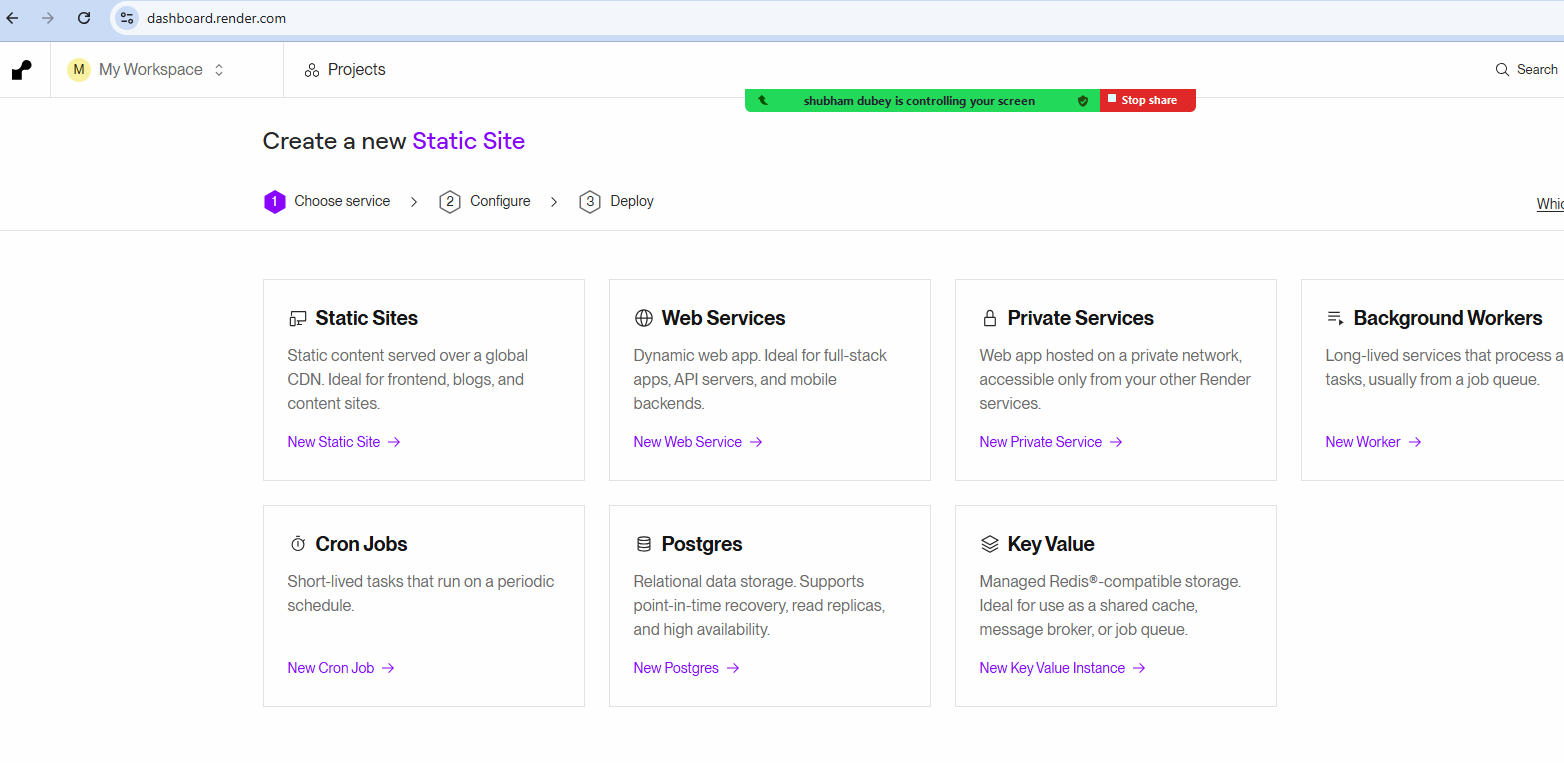 dashboard.render.com
M My Workspace
Projects
Search
shubham dubey is controlling your screen
Stop share
Create a new Static Site
1 Choose service
2 Configure
3 Deploy
Static Sites
Static content served over a global
CDN. Ideal for frontend, blogs, and
content sites.
New Static Site
Web Services
Dynamic web app. Ideal for full-stack
apps, API servers, and mobile
backends.
New Web Service
Private Services
Web app hosted on a private network,
accessible only from your other Render
services.
New Private Service
Background Workers
Long-lived services that process a
tasks, usually from a job queue.
New Worker
Cron Jobs
Short-lived tasks that run on a periodic
schedule.
New Cron Job
Postgres
Relational data storage. Supports
point-in-time recovery, read replicas,
and high availability.
New Postgres
Key Value
Managed Redis®-compatible storage.
Ideal for use as a shared cache,
message broker, or job queue.
New Key Value Instance